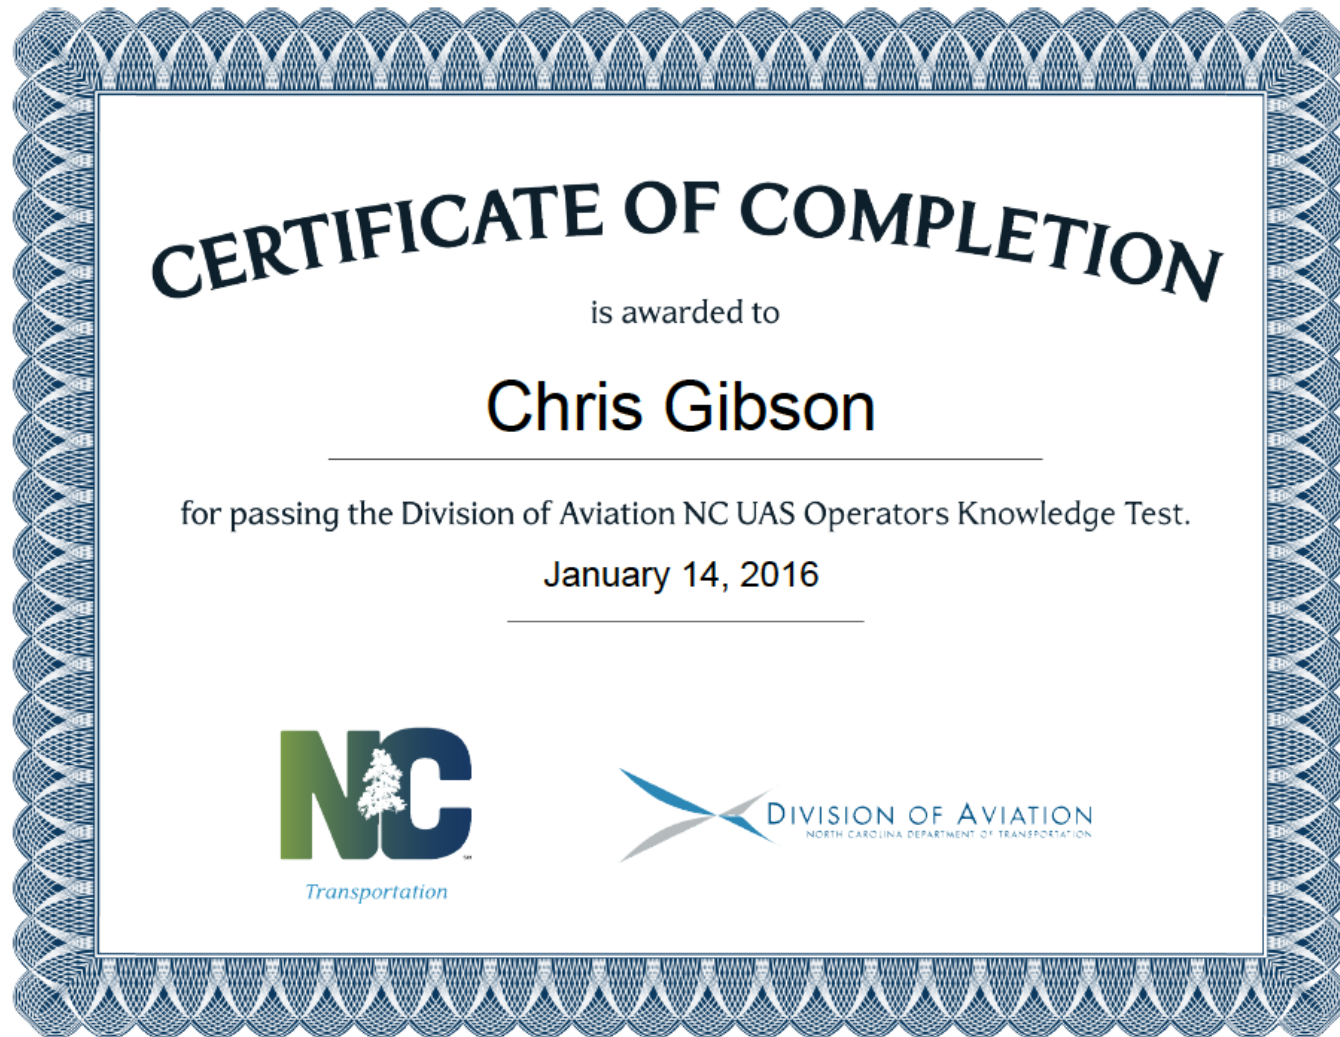 CERTIFICATE OF COMPLETION
is awarded to
Chris Gibson
for passing the Division of Aviation NC UAS Operators Knowledge Test.
January 14, 2016
NC
SM
Transportation
DIVISION OF AVIATION
NORTH CAROLINA DEPARTMENT OF TRANSPORTATION